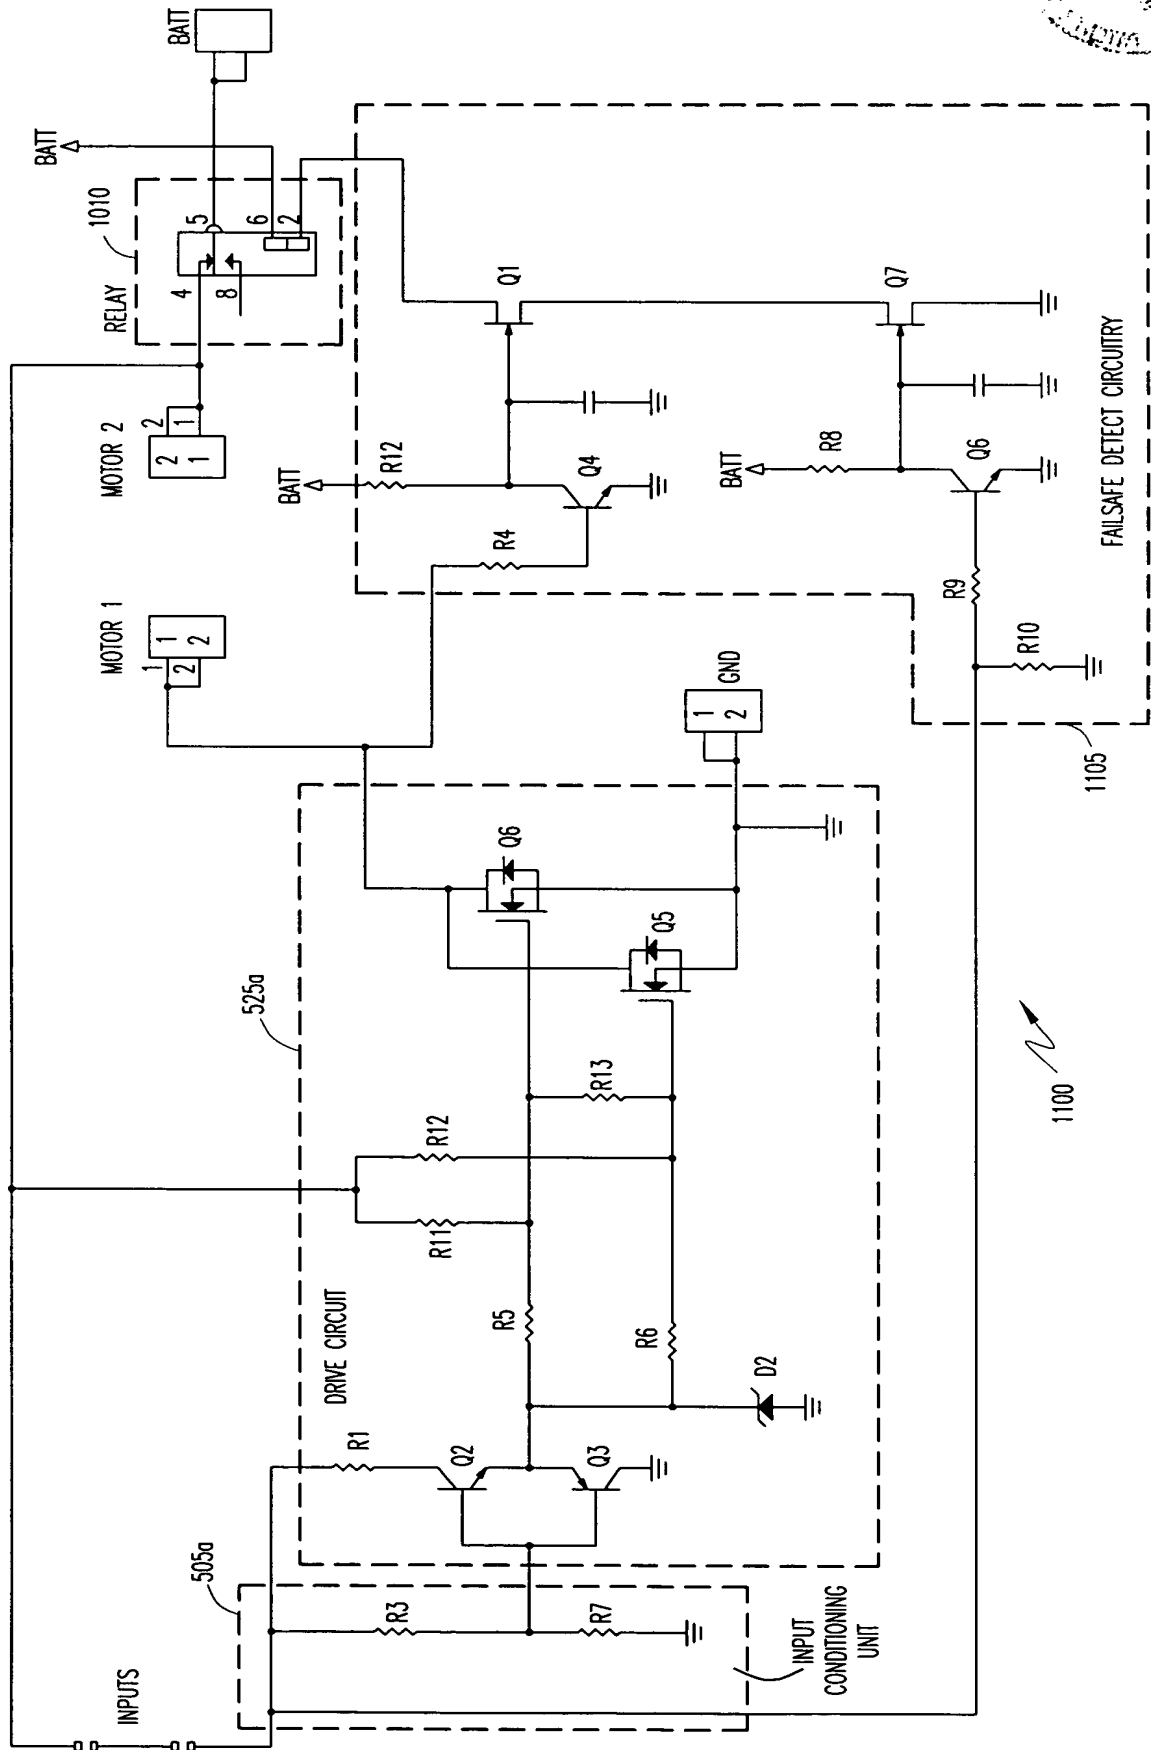 BATT
BATT
1010
RELAY
5
6
2
4
8
MOTOR 2
2
1
2
1
MOTOR 1
1
2
1
2
BATT
R12
Q1
Q4
R4
BATT
R8
Q7
Q6
R9
R10
FAILSAFE DETECT CIRCUITRY
1105
GND
1
2
525a
Q6
Q5
R13
R12
R11
R5
R6
DRIVE CIRCUIT
D2
R1
Q2
Q3
505a
R3
R7
INPUT
CONDITIONING
UNIT
INPUTS
1100